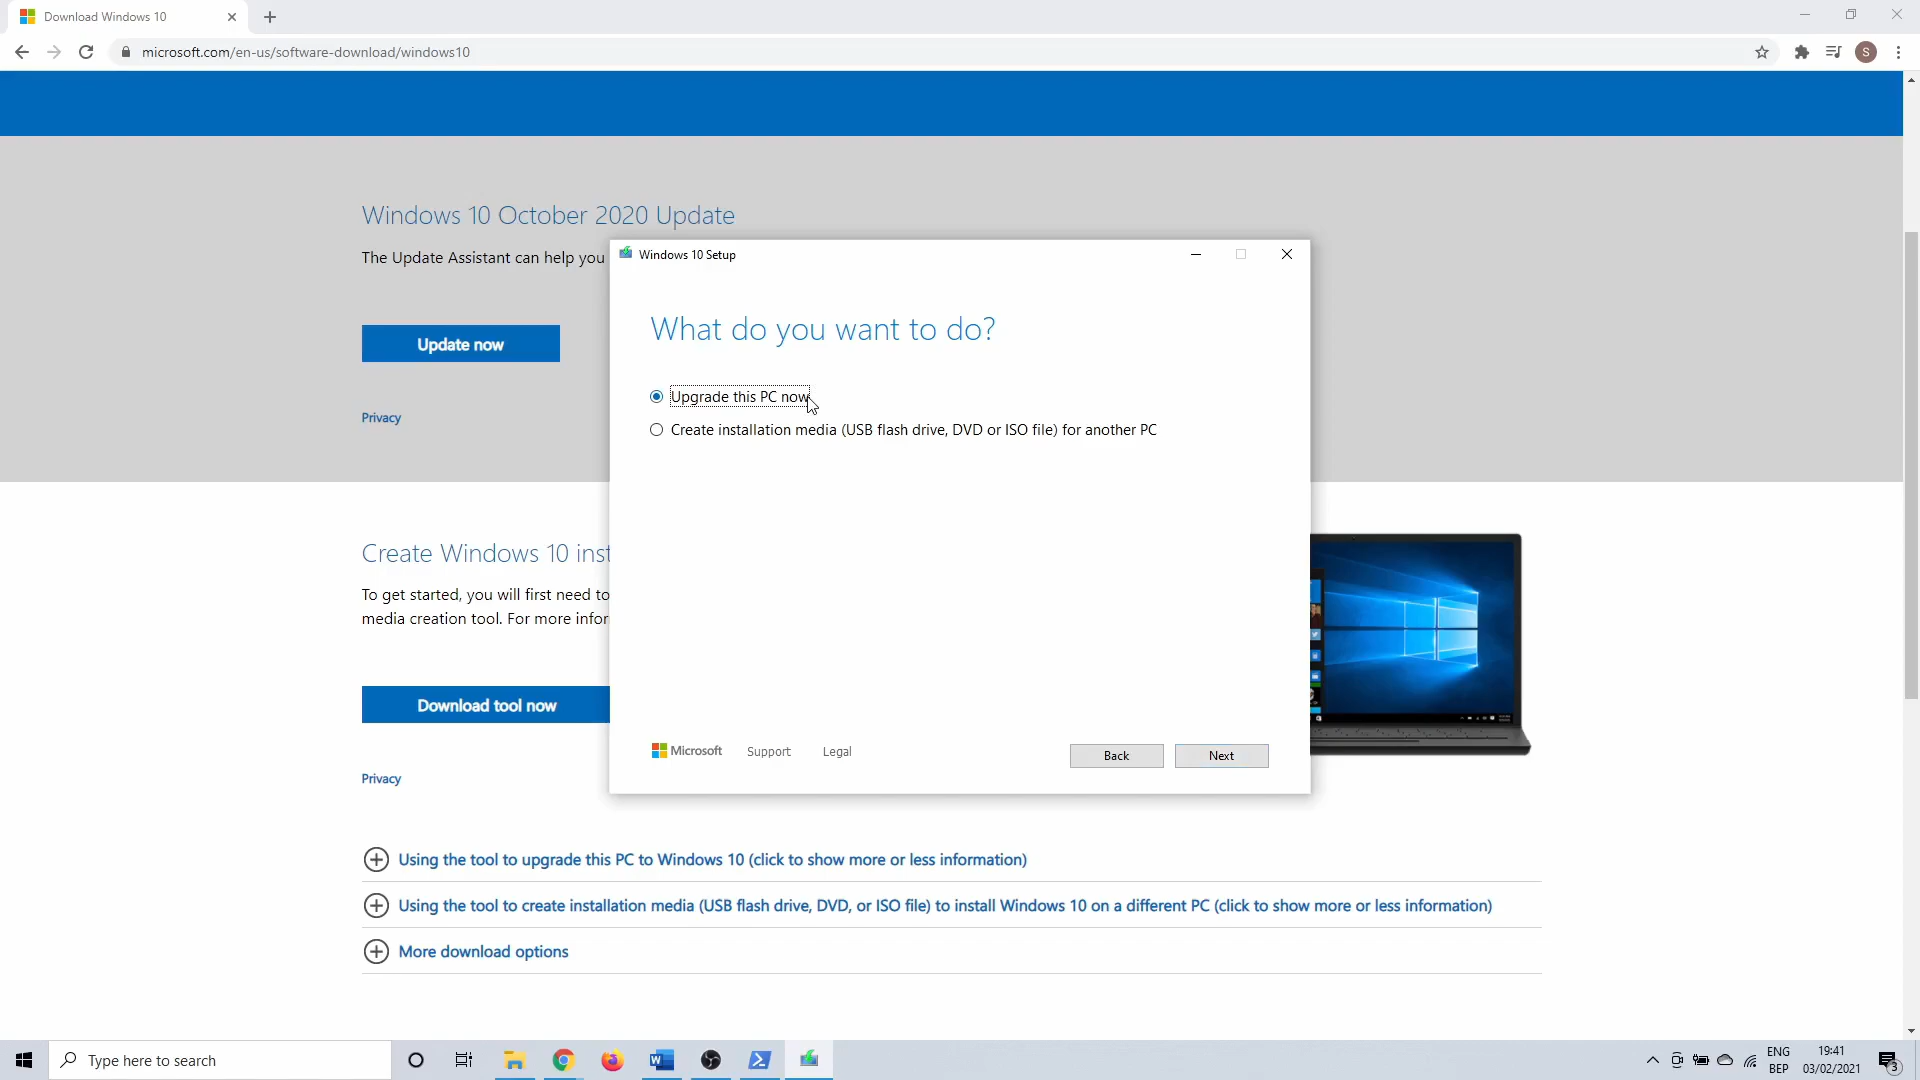 Download Windows 10
microsoft.com/en-us/software-download/windows10
S
Windows 10 October 2020 Update
The Update Assistant can help you
Update now
Privacy
Windows 10 Setup
What do you want to do?
Upgrade this PC now
Create installation media (USB flash drive, DVD or ISO file) for another PC
Microsoft Support Legal
Back
Next
Create Windows 10 inst
To get started, you will first need to
media creation tool. For more infor
Download tool now
Privacy
Using the tool to upgrade this PC to Windows 10 (click to show more or less information)
Using the tool to create installation media (USB flash drive, DVD, or ISO file) to install Windows 10 on a different PC (click to show more or less information)
More download options
Type here to search
ENG
BEP
19:41
03/02/2021
3